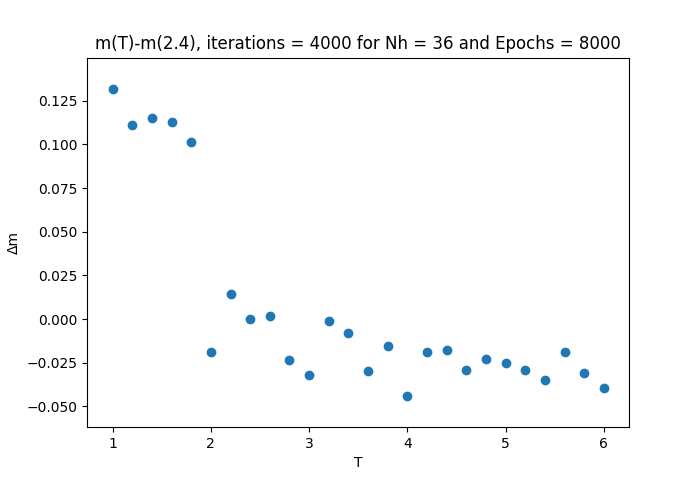 m(T)-m(2.4), iterations = 4000 for Nh = 36 and Epochs = 8000
0.125
0.100
0.075
0.050
0.025
0.000
−0.025
−0.050
Δm
1 2 3 4 5 6
T